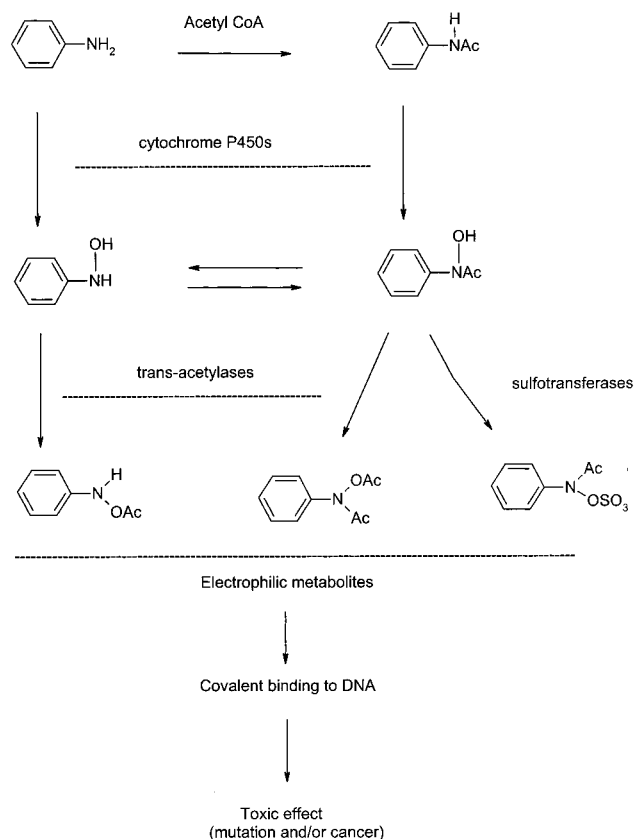 Acetyl CoA
NH2
H
NAc
cytochrome P450s
OH
NH
OH
NAc
trans-acetylases
sulfotransferases
H
N
OAc
OAc
N
Ac
Ac
N
OSO3
Electrophilic metabolites
Covalent binding to DNA
Toxic effect
(mutation and/or cancer)